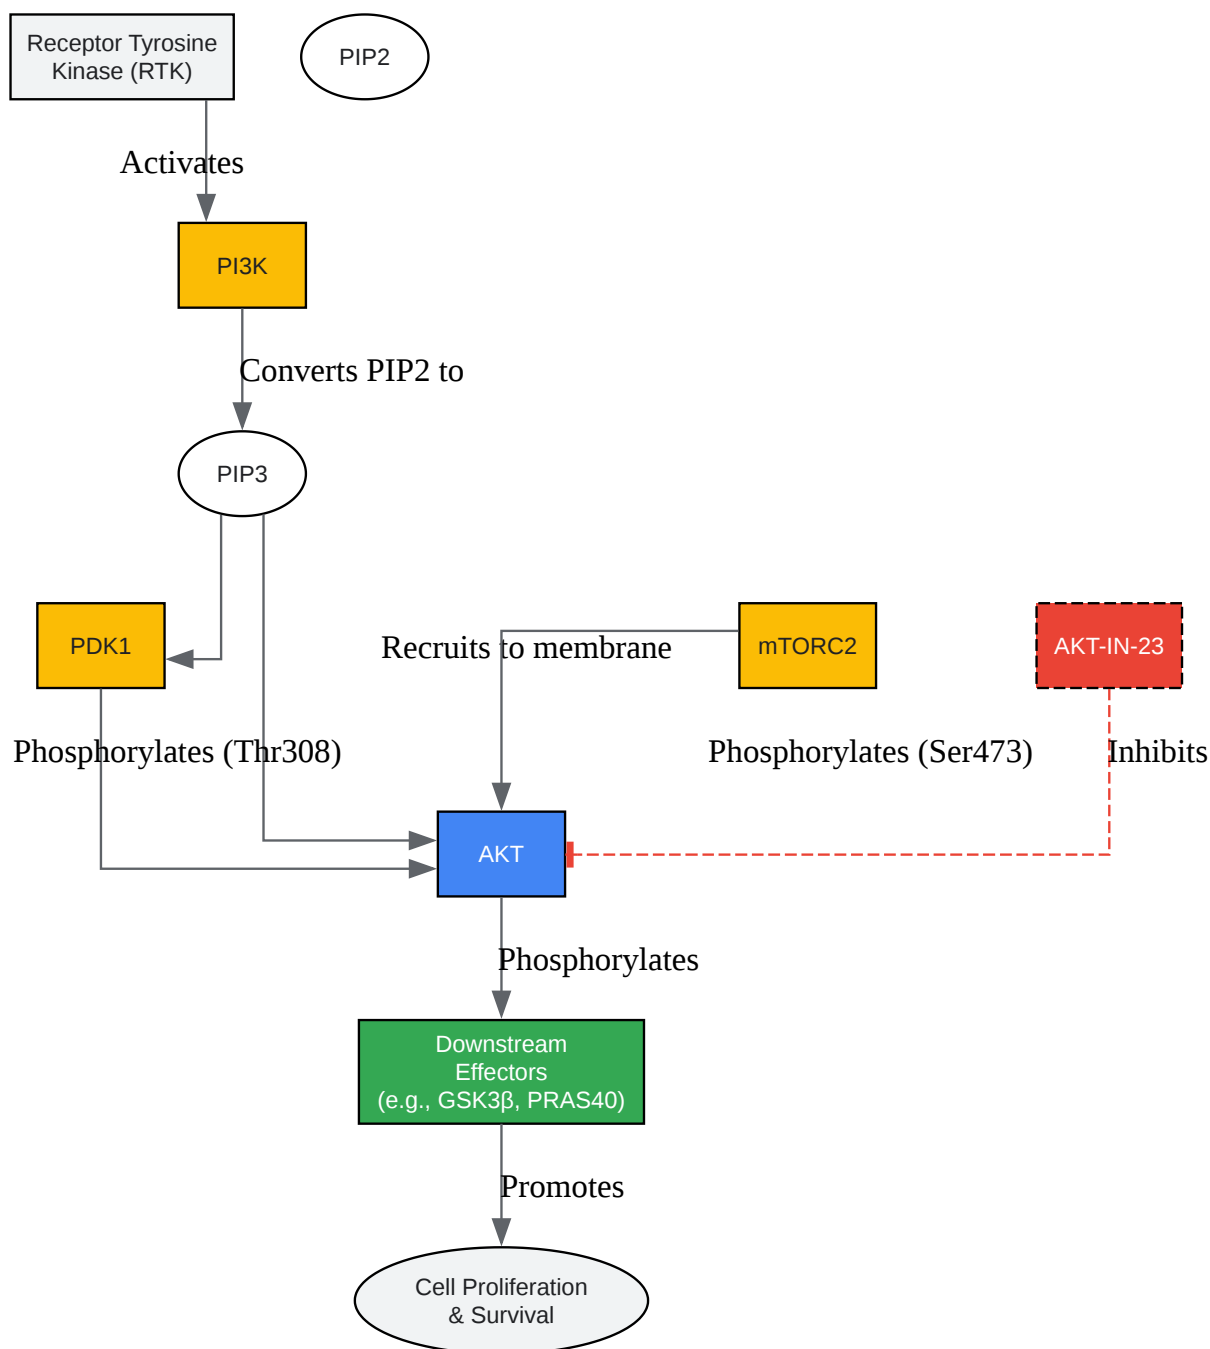 Receptor Tyrosine
Kinase (RTK)
PIP2
Activates
PI3K
Converts PIP2 to
PIP3
PDK1
Recruits to membrane
mTORC2
AKT-IN-23
Phosphorylates (Thr308)
Phosphorylates (Ser473)
Inhibits
AKT
Phosphorylates
Downstream
Effectors
(e.g., GSK3β, PRAS40)
Promotes
Cell Proliferation
& Survival